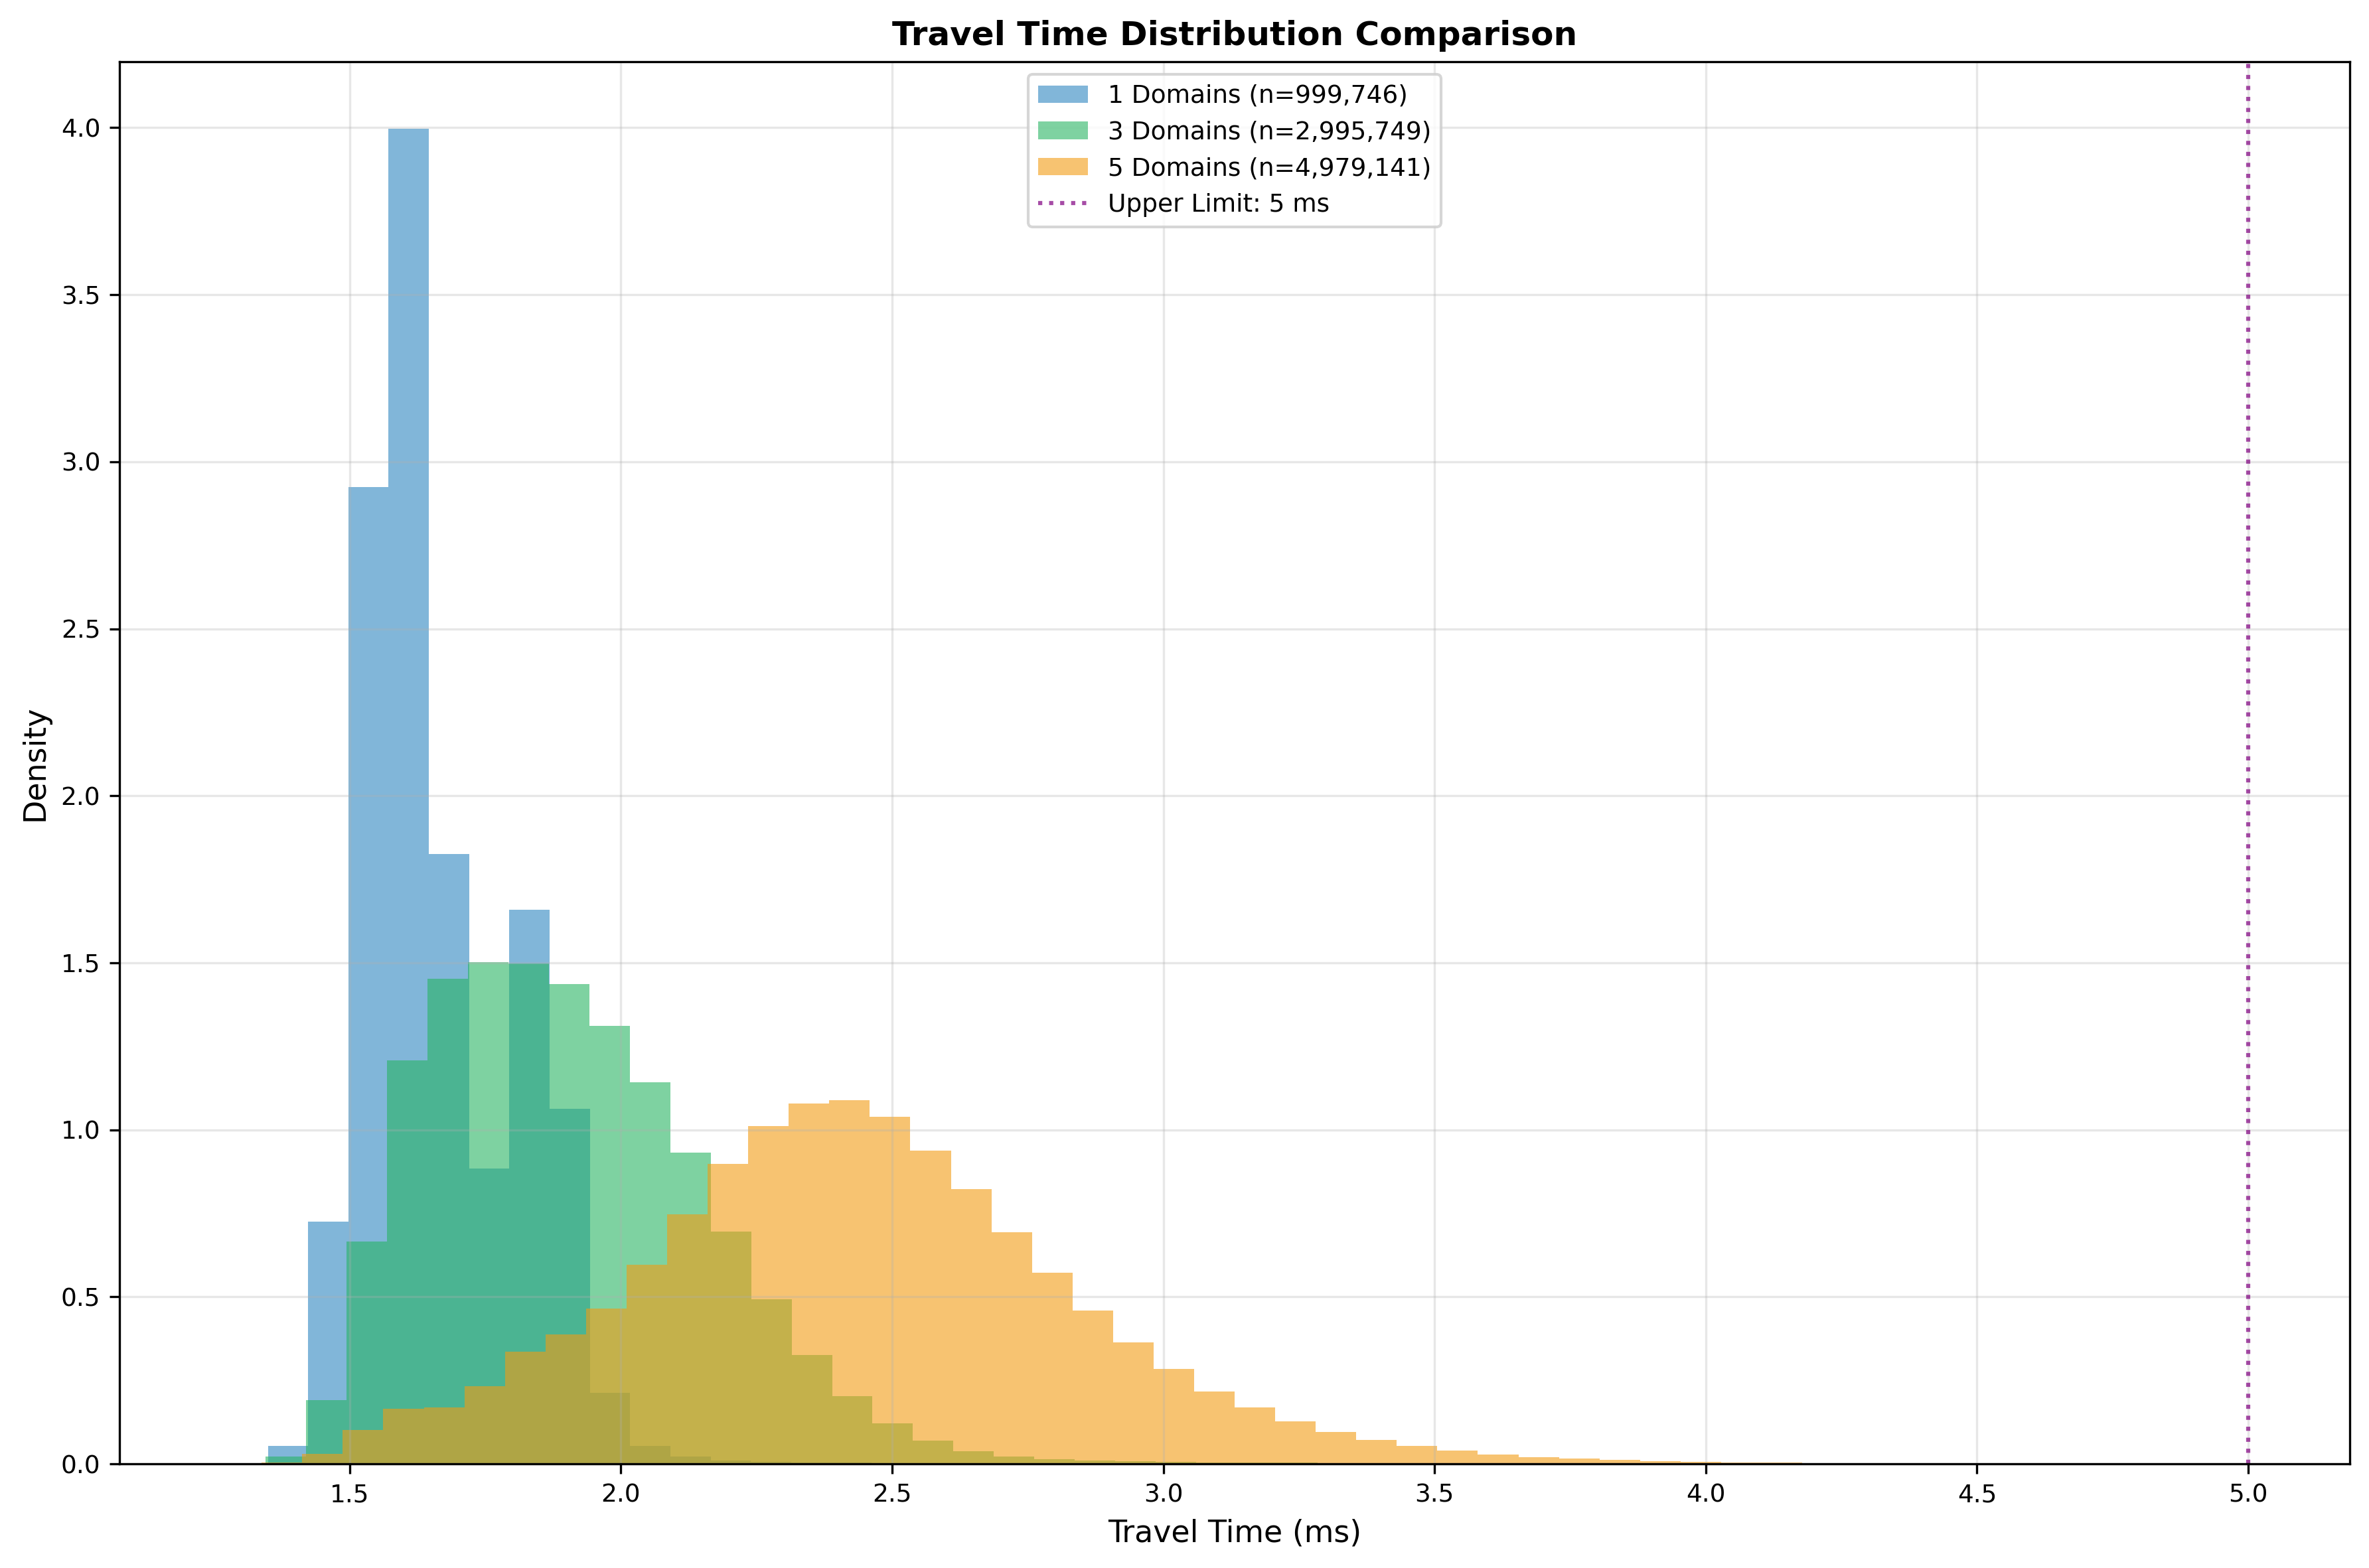 Travel Time Distribution Comparison
1 Domains (n=999,746)
3 Domains (n=2,995,749)
5 Domains (n=4,979,141)
Upper Limit: 5 ms
Density
4.0
3.5
3.0
2.5
2.0
1.5
1.0
0.5
0.0
1.5 2.0 2.5 3.0 3.5 4.0 4.5 5.0
Travel Time (ms)